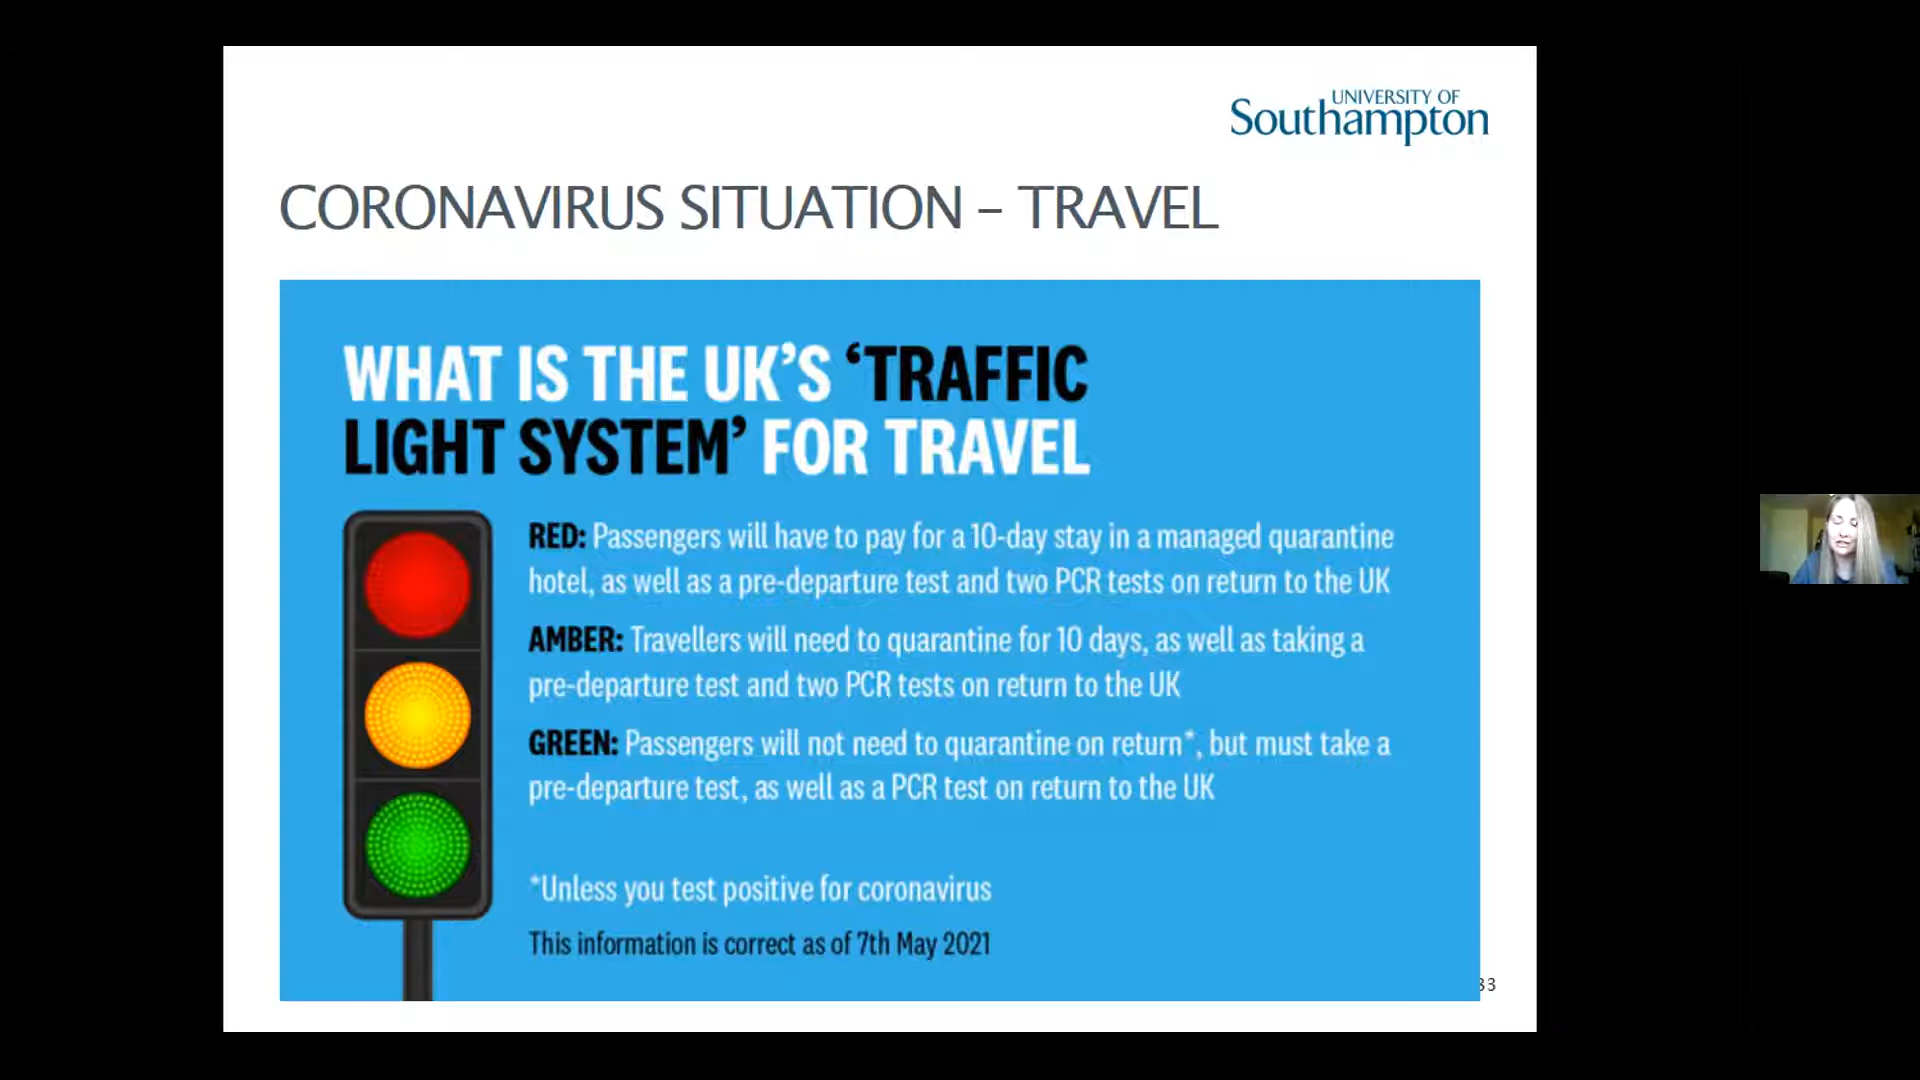 UNIVERSITY OF
Southampton
CORONAVIRUS SITUATION – TRAVEL
WHAT IS THE UK’S ‘TRAFFIC
LIGHT SYSTEM’ FOR TRAVEL
RED: Passengers will have to pay for a 10-day stay in a managed quarantine
hotel, as well as a pre-departure test and two PCR tests on return to the UK
AMBER: Travellers will need to quarantine for 10 days, as well as taking a
pre-departure test and two PCR tests on return to the UK
GREEN: Passengers will not need to quarantine on return*, but must take a
pre-departure test, as well as a PCR test on return to the UK
*Unless you test positive for coronavirus
This information is correct as of 7th May 2021
33